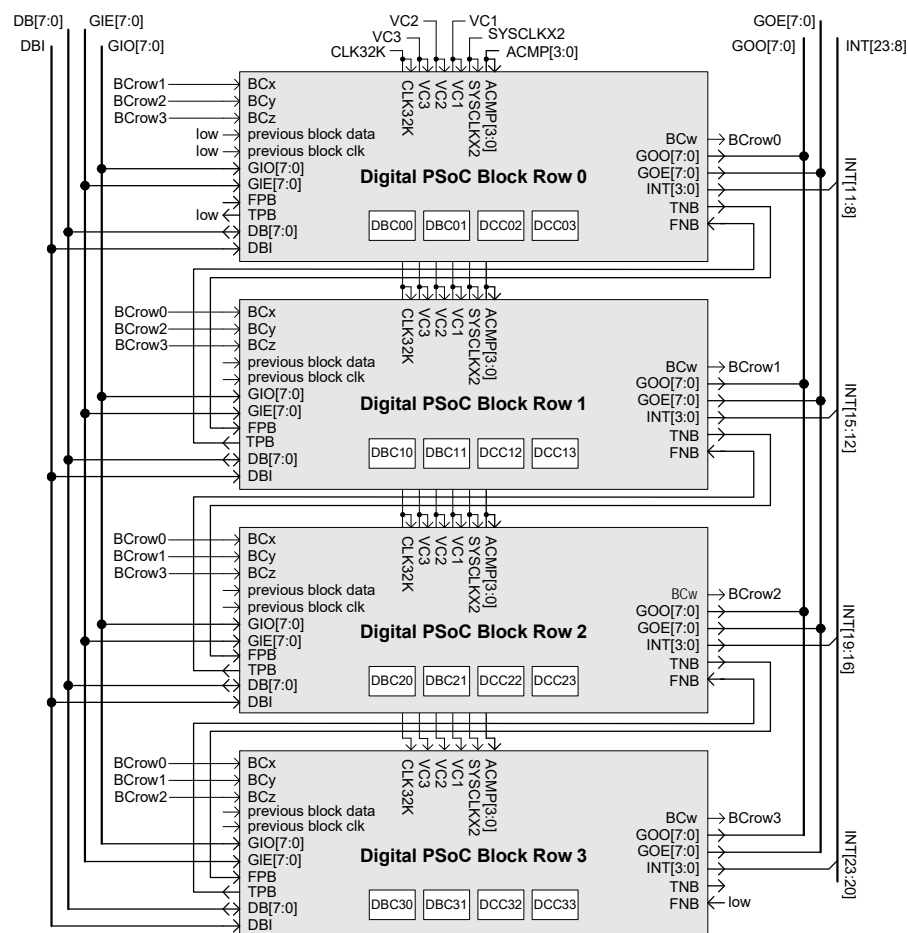 DB[7:0] GIE[7:0] VC2 VC1 GOE[7:0]
DBI GIO[7:0] VC3 SYSCLKX2 GOO[7:0] INT[23:8]
CLK32K ACMP[3:0]
CLK32K
VC3
VC2
VC1
SYSCLKX2
ACMP[3:0]
BCrow1 BCx
BCrow2 BCy
BCrow3 BCz
low previous block data
low previous block clk
GIO[7:0]
GIE[7:0]
FPB
low TPB
DB[7:0]
DBI
Digital PSoC Block Row 0
DBC00 DBC01 DCC02 DCC03
BCw BCrow0
GOO[7:0]
GOE[7:0]
INT[3:0]
TNB
FNB
INT[11:8]
CLK32K
VC3
VC2
VC1
SYSCLKX2
ACMP[3:0]
BCrow0 BCx
BCrow2 BCy
BCrow3 BCz
previous block data
previous block clk
GIO[7:0]
GIE[7:0]
FPB
TPB
DB[7:0]
DBI
Digital PSoC Block Row 1
DBC10 DBC11 DCC12 DCC13
BCw BCrow1
GOO[7:0]
GOE[7:0]
INT[3:0]
TNB
FNB
INT[15:12]
CLK32K
VC3
VC2
VC1
SYSCLKX2
ACMP[3:0]
BCrow0 BCx
BCrow1 BCy
BCrow3 BCz
previous block data
previous block clk
GIO[7:0]
GIE[7:0]
FPB
TPB
DB[7:0]
DBI
Digital PSoC Block Row 2
DBC20 DBC21 DCC22 DCC23
BCw BCrow2
GOO[7:0]
GOE[7:0]
INT[3:0]
TNB
FNB
INT[19:16]
CLK32K
VC3
VC2
VC1
SYSCLKX2
ACMP[3:0]
BCrow0 BCx
BCrow1 BCy
BCrow2 BCz
previous block data
previous block clk
GIO[7:0]
GIE[7:0]
FPB
TPB
DB[7:0]
DBI
Digital PSoC Block Row 3
DBC30 DBC31 DCC32 DCC33
BCw BCrow3
GOO[7:0]
GOE[7:0]
INT[3:0]
TNB
FNB low
INT[23:20]